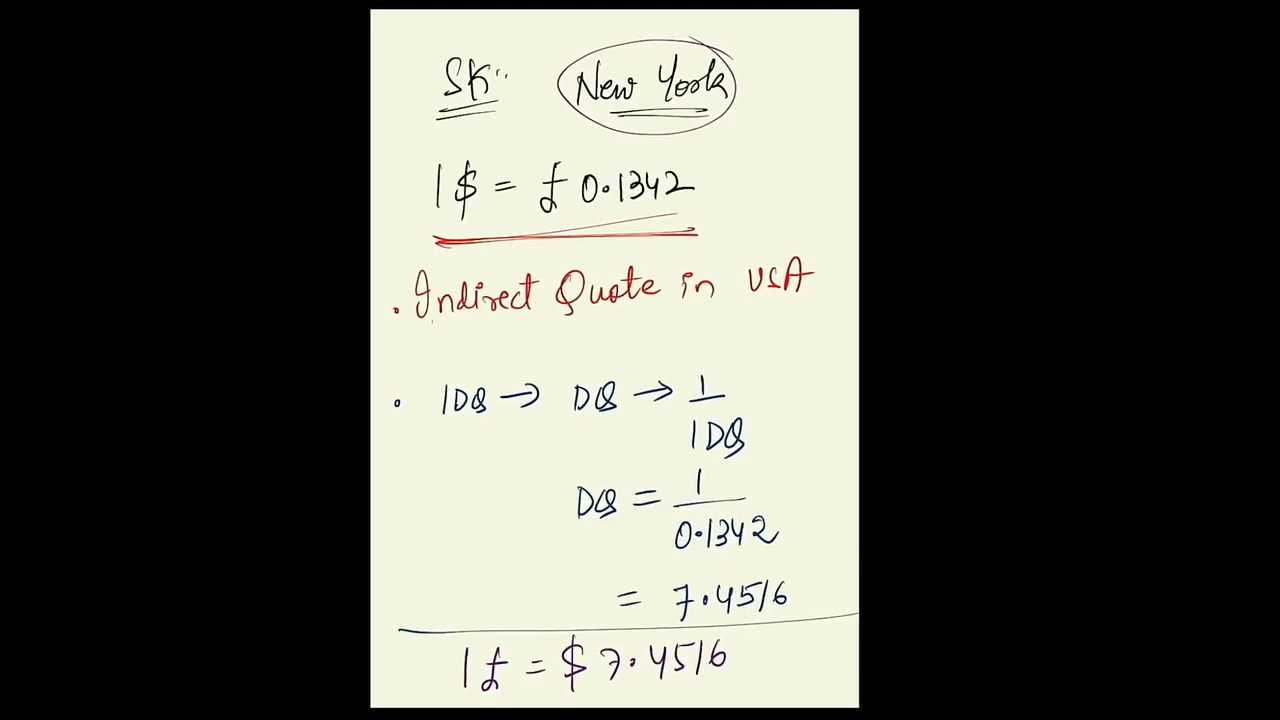 SK:
New York
1$ = £ 0.1342
. Indirect Quote in USA
. IDQ → DQ → 1/IDQ
DQ = 1/0.1342
= 7.4516
1£ = $ 7.4516